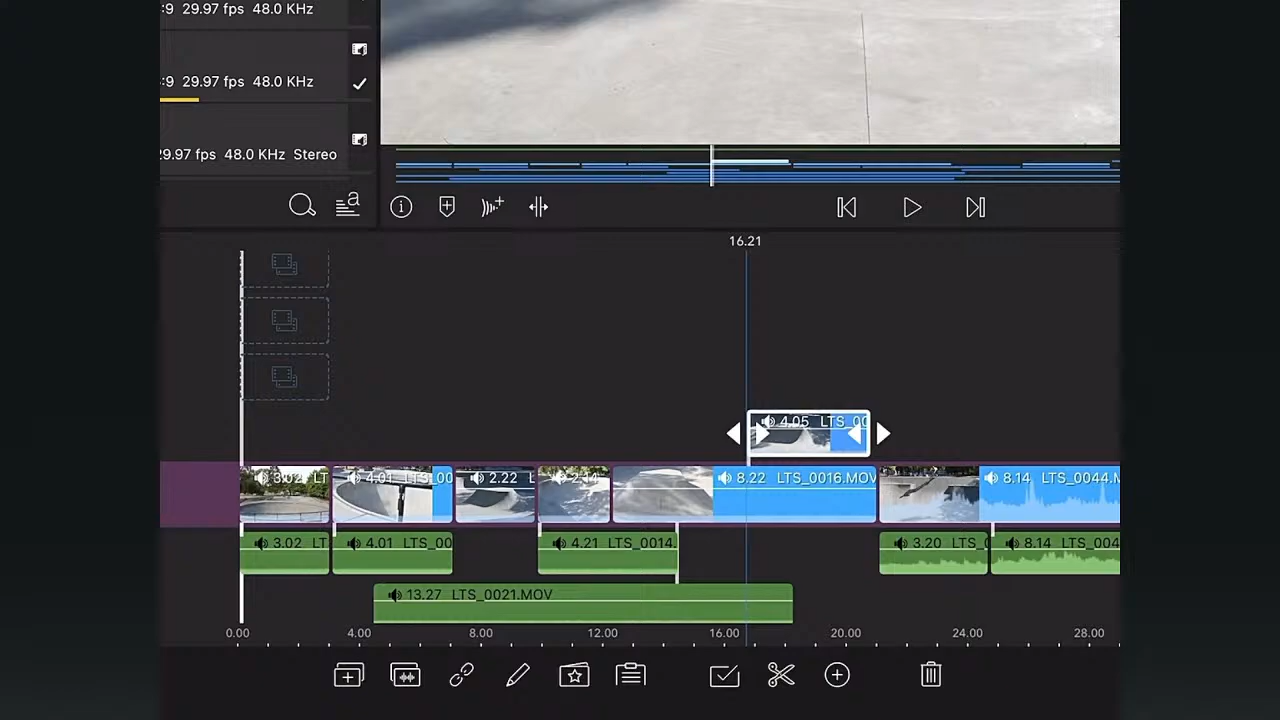 :9 29.97 fps 48.0 KHz
:9 29.97 fps 48.0 KHz
29.97 fps 48.0 KHz Stereo
a
16.21
4.05 LTS_00
3.02 LT
4.01 LTS_00
2.22 L
2.14
8.22 LTS_0016.MOV
8.14 LTS_0044.M
3.02 LT
4.01 LTS_00
4.21 LTS_0014.
3.20 LTS_0
8.14 LTS_004
13.27 LTS_0021.MOV
0.00 4.00 8.00 12.00 16.00 20.00 24.00 28.00